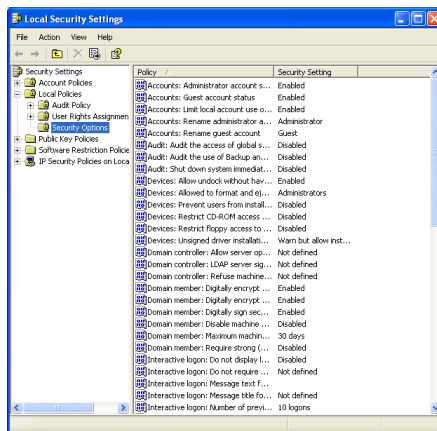 Local Security Settings
File Action View Help
Security Settings
Account Policies
Local Policies
Audit Policy
User Rights Assignmen
Security Options
Public Key Policies
Software Restriction Policie
IP Security Policies on Loca
Policy Security Setting
Accounts: Administrator account s... Enabled
Accounts: Guest account status Enabled
Accounts: Limit local account use o... Enabled
Accounts: Rename administrator a... Administrator
Accounts: Rename guest account Guest
Audit: Audit the access of global s... Disabled
Audit: Audit the use of Backup an... Disabled
Audit: Shut down system immediat... Disabled
Devices: Allow undock without hav... Enabled
Devices: Allowed to format and ej... Administrators
Devices: Prevent users from install... Disabled
Devices: Restrict CD-ROM access ... Disabled
Devices: Restrict floppy access to ... Disabled
Devices: Unsigned driver installati... Warn but allow inst...
Domain controller: Allow server op... Not defined
Domain controller: LDAP server sig... Not defined
Domain controller: Refuse machine... Not defined
Domain member: Digitally encrypt ... Enabled
Domain member: Digitally encrypt ... Enabled
Domain member: Digitally sign sec... Enabled
Domain member: Disable machine ... Disabled
Domain member: Maximum machin... 30 days
Domain member: Require strong (... Disabled
Interactive logon: Do not display l... Disabled
Interactive logon: Do not require ... Not defined
Interactive logon: Message text f...
Interactive logon: Message title fo... Not defined
Interactive logon: Number of previ... 10 logons